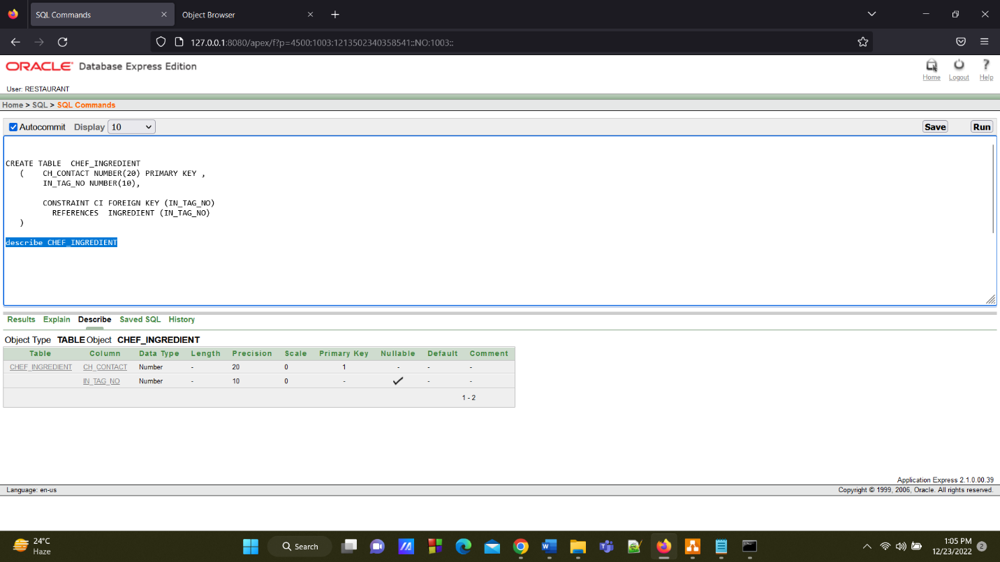 SQL Commands
Object Browser
127.0.0.1:8080/apex/f?p=4500:1003:1213502340358541::NO:1003::
ORACLE Database Express Edition
Home
Logout
Help
User: RESTAURANT
Home > SQL > SQL Commands
Autocommit Display 10
Save
Run
CREATE TABLE CHEF_INGREDIENT
( CH_CONTACT NUMBER(20) PRIMARY KEY ,
IN_TAG_NO NUMBER(10),
CONSTRAINT CI FOREIGN KEY (IN_TAG_NO)
REFERENCES INGREDIENT (IN_TAG_NO)
)
describe CHEF_INGREDIENT
Results Explain Describe Saved SQL History
Object Type TABLE Object CHEF_INGREDIENT
Table Column Data Type Length Precision Scale Primary Key Nullable Default Comment
CHEF_INGREDIENT CH_CONTACT Number - 20 0 1 - - -
IN_TAG_NO Number - 10 0 - ✓ - -
1 - 2
Application Express 2.1.0.00.39
Language: en-us
Copyright © 1999, 2006, Oracle. All rights reserved.
24°C
Haze
Search
1:05 PM
12/23/2022
2